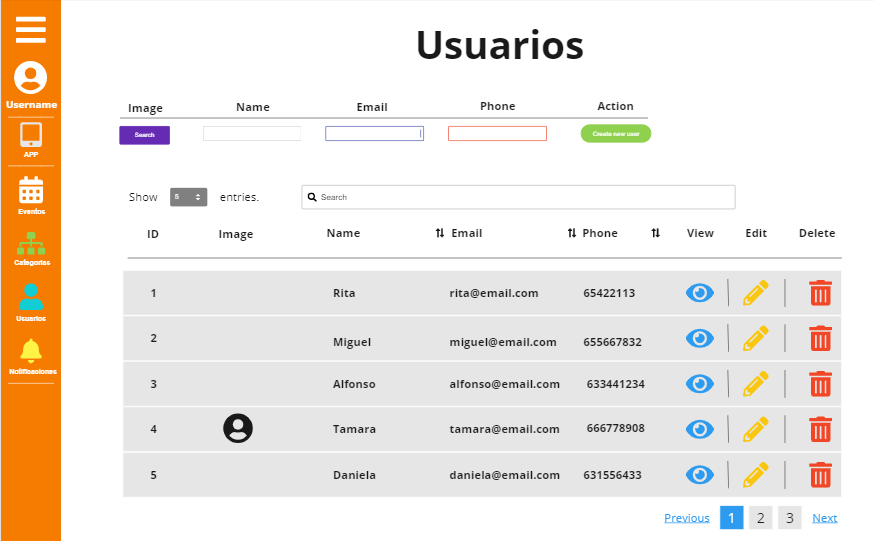 Usuarios
Username
APP
Eventos
Categorias
Usuarios
Notificaciones
Image Name Email Phone Action
Search Create new user
Show 5 entries. Search
ID Image Name Email Phone View Edit Delete
1 Rita rita@email.com 65422113
2 Miguel miguel@email.com 655667832
3 Alfonso alfonso@email.com 633441234
4 Tamara tamara@email.com 666778908
5 Daniela daniela@email.com 631556433
Previous 1 2 3 Next